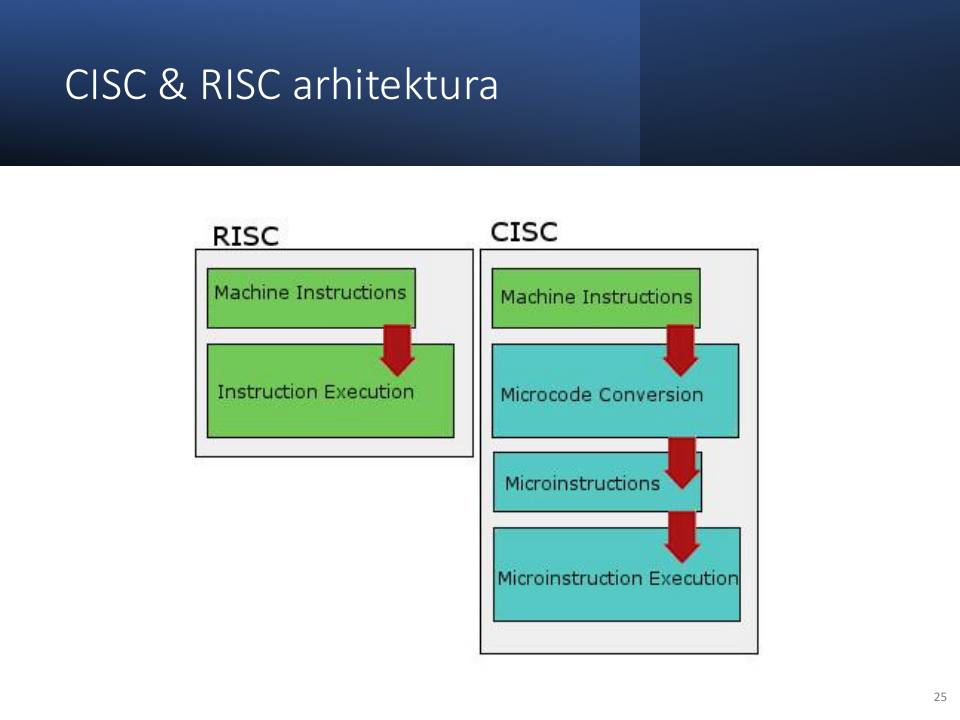 CISC & RISC arhitektura
RISC
Machine Instructions
Instruction Execution
CISC
Machine Instructions
Microcode Conversion
Microinstructions
Microinstruction Execution
25